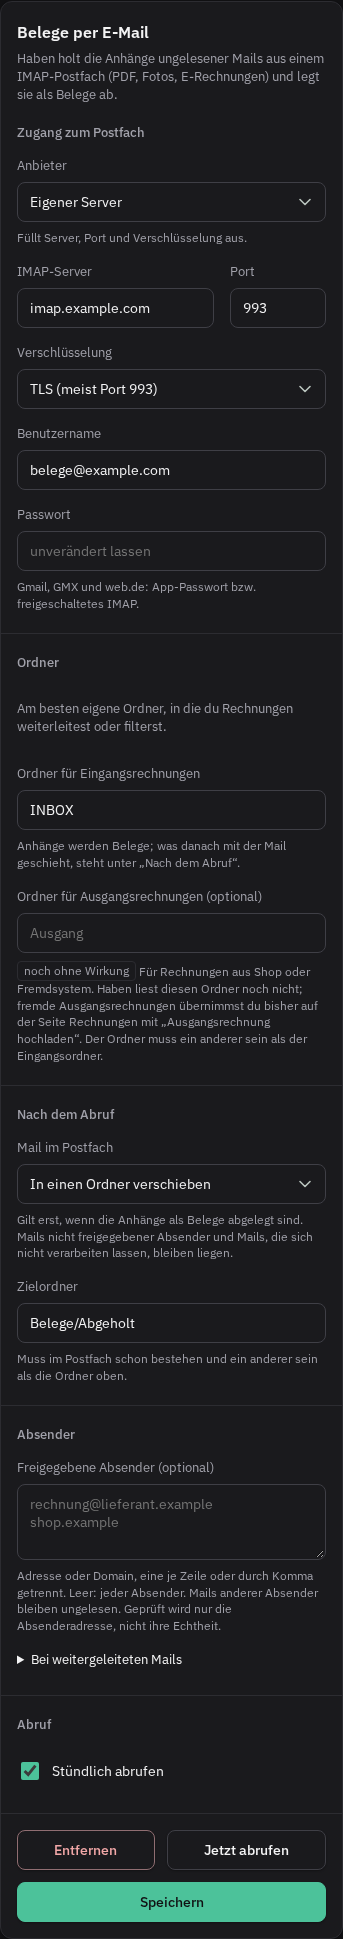 Belege per E-Mail
Haben holt die Anhänge ungelesener Mails aus einem
IMAP-Postfach (PDF, Fotos, E-Rechnungen) und legt
sie als Belege ab.
Zugang zum Postfach
Anbieter
Eigener Server
Füllt Server, Port und Verschlüsselung aus.
IMAP-Server Port
imap.example.com 993
Verschlüsselung
TLS (meist Port 993)
Benutzername
belege@example.com
Passwort
unverändert lassen
Gmail, GMX und web.de: App-Passwort bzw.
freigeschaltetes IMAP.
Ordner
Am besten eigene Ordner, in die du Rechnungen
weiterleitest oder filterst.
Ordner für Eingangsrechnungen
INBOX
Anhänge werden Belege; was danach mit der Mail
geschieht, steht unter „Nach dem Abruf“.
Ordner für Ausgangsrechnungen (optional)
Ausgang
noch ohne Wirkung Für Rechnungen aus Shop oder
Fremdsystem. Haben liest diesen Ordner noch nicht;
fremde Ausgangsrechnungen übernimmst du bisher auf
der Seite Rechnungen mit „Ausgangsrechnung
hochladen“. Der Ordner muss ein anderer sein als der
Eingangsordner.
Nach dem Abruf
Mail im Postfach
In einen Ordner verschieben
Gilt erst, wenn die Anhänge als Belege abgelegt sind.
Mails nicht freigegebener Absender und Mails, die sich
nicht verarbeiten lassen, bleiben liegen.
Zielordner
Belege/Abgeholt
Muss im Postfach schon bestehen und ein anderer sein
als die Ordner oben.
Absender
Freigegebene Absender (optional)
rechnung@lieferant.example
shop.example
Adresse oder Domain, eine je Zeile oder durch Komma
getrennt. Leer: jeder Absender. Mails anderer Absender
bleiben ungelesen. Geprüft wird nur die
Absenderadresse, nicht ihre Echtheit.
Bei weitergeleiteten Mails
Abruf
Stündlich abrufen
Entfernen Jetzt abrufen
Speichern